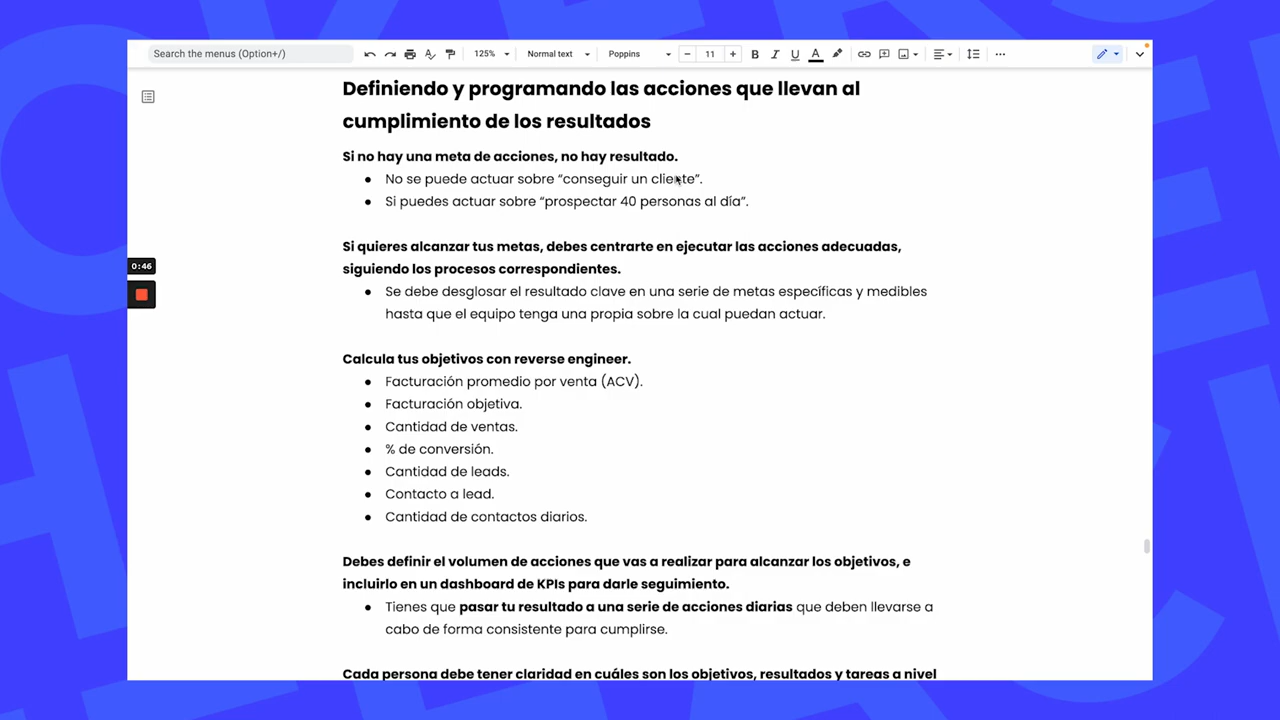 Search the menus (Option+/)
125%
Normal text
Poppins
− 11 +
B I U A
0:46
Definiendo y programando las acciones que llevan al
cumplimiento de los resultados
Si no hay una meta de acciones, no hay resultado.
● No se puede actuar sobre “conseguir un cliente”.
● Si puedes actuar sobre “prospectar 40 personas al día”.
Si quieres alcanzar tus metas, debes centrarte en ejecutar las acciones adecuadas,
siguiendo los procesos correspondientes.
● Se debe desglosar el resultado clave en una serie de metas específicas y medibles
hasta que el equipo tenga una propia sobre la cual puedan actuar.
Calcula tus objetivos con reverse engineer.
● Facturación promedio por venta (ACV).
● Facturación objetiva.
● Cantidad de ventas.
● % de conversión.
● Cantidad de leads.
● Contacto a lead.
● Cantidad de contactos diarios.
Debes definir el volumen de acciones que vas a realizar para alcanzar los objetivos, e
incluirlo en un dashboard de KPIs para darle seguimiento.
● Tienes que pasar tu resultado a una serie de acciones diarias que deben llevarse a
cabo de forma consistente para cumplirse.
Cada persona debe tener claridad en cuáles son los objetivos, resultados y tareas a nivel